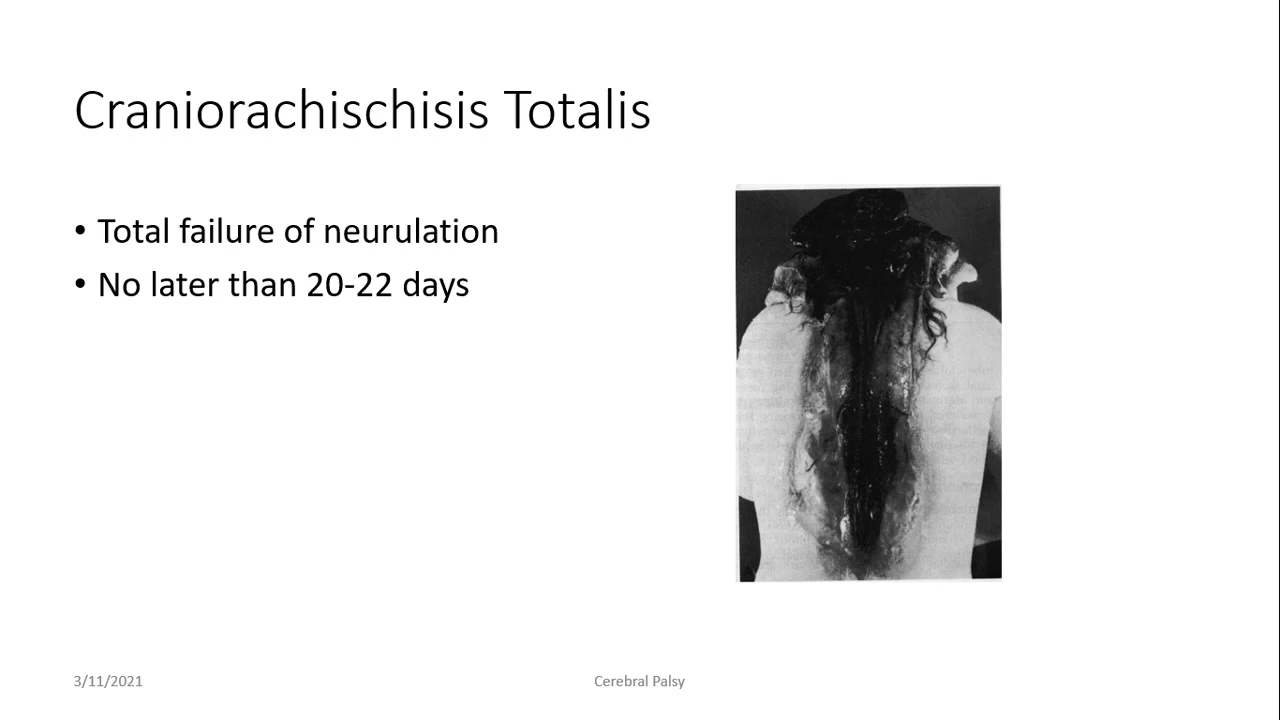 Craniorachischisis Totalis
• Total failure of neurulation
• No later than 20-22 days
3/11/2021
Cerebral Palsy